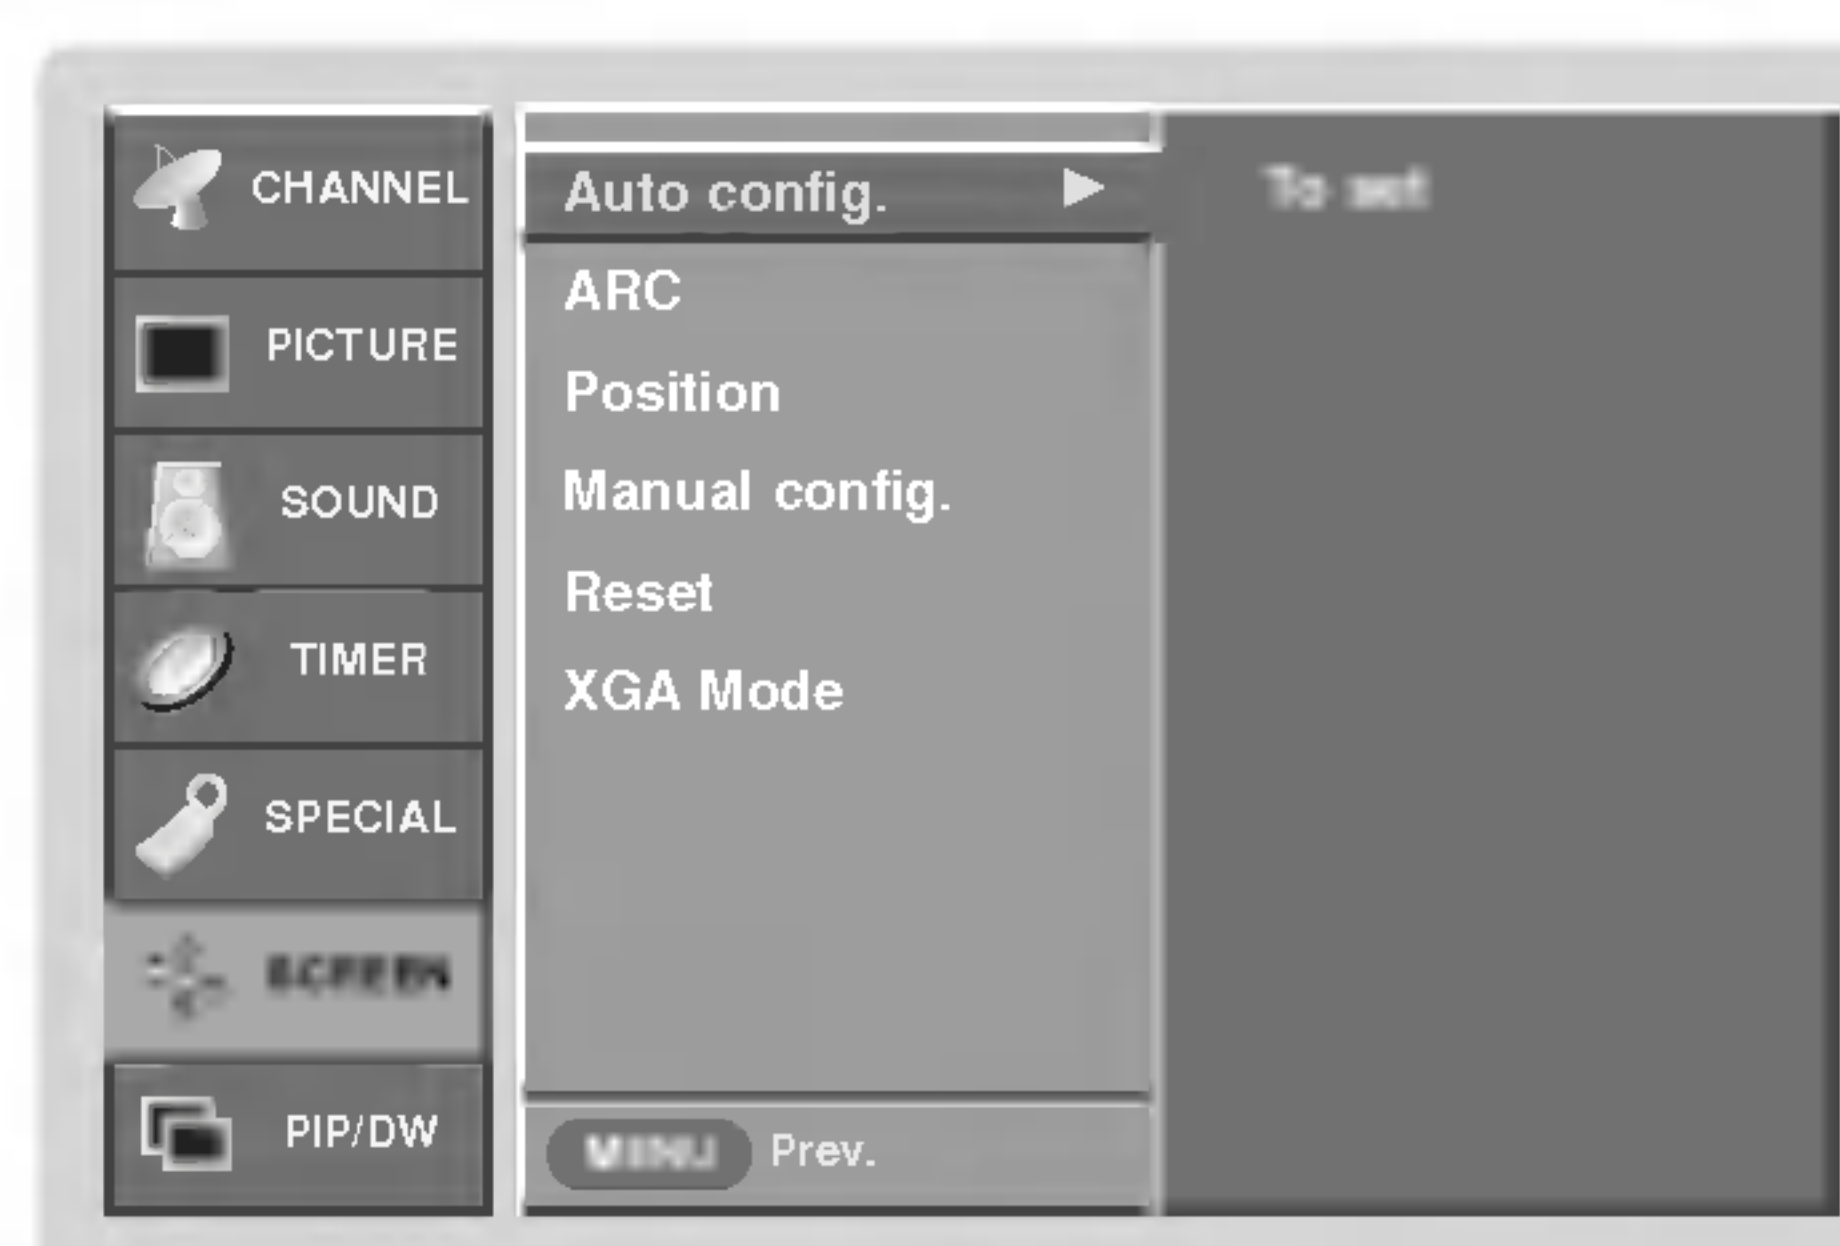 CHANNEL
PICTURE
SOUND
TIMER
SPECIAL
SCREEN
PIP/DW
Auto config. ▶
ARC
Position
Manual config.
Reset
XGA Mode
Prev.
To set